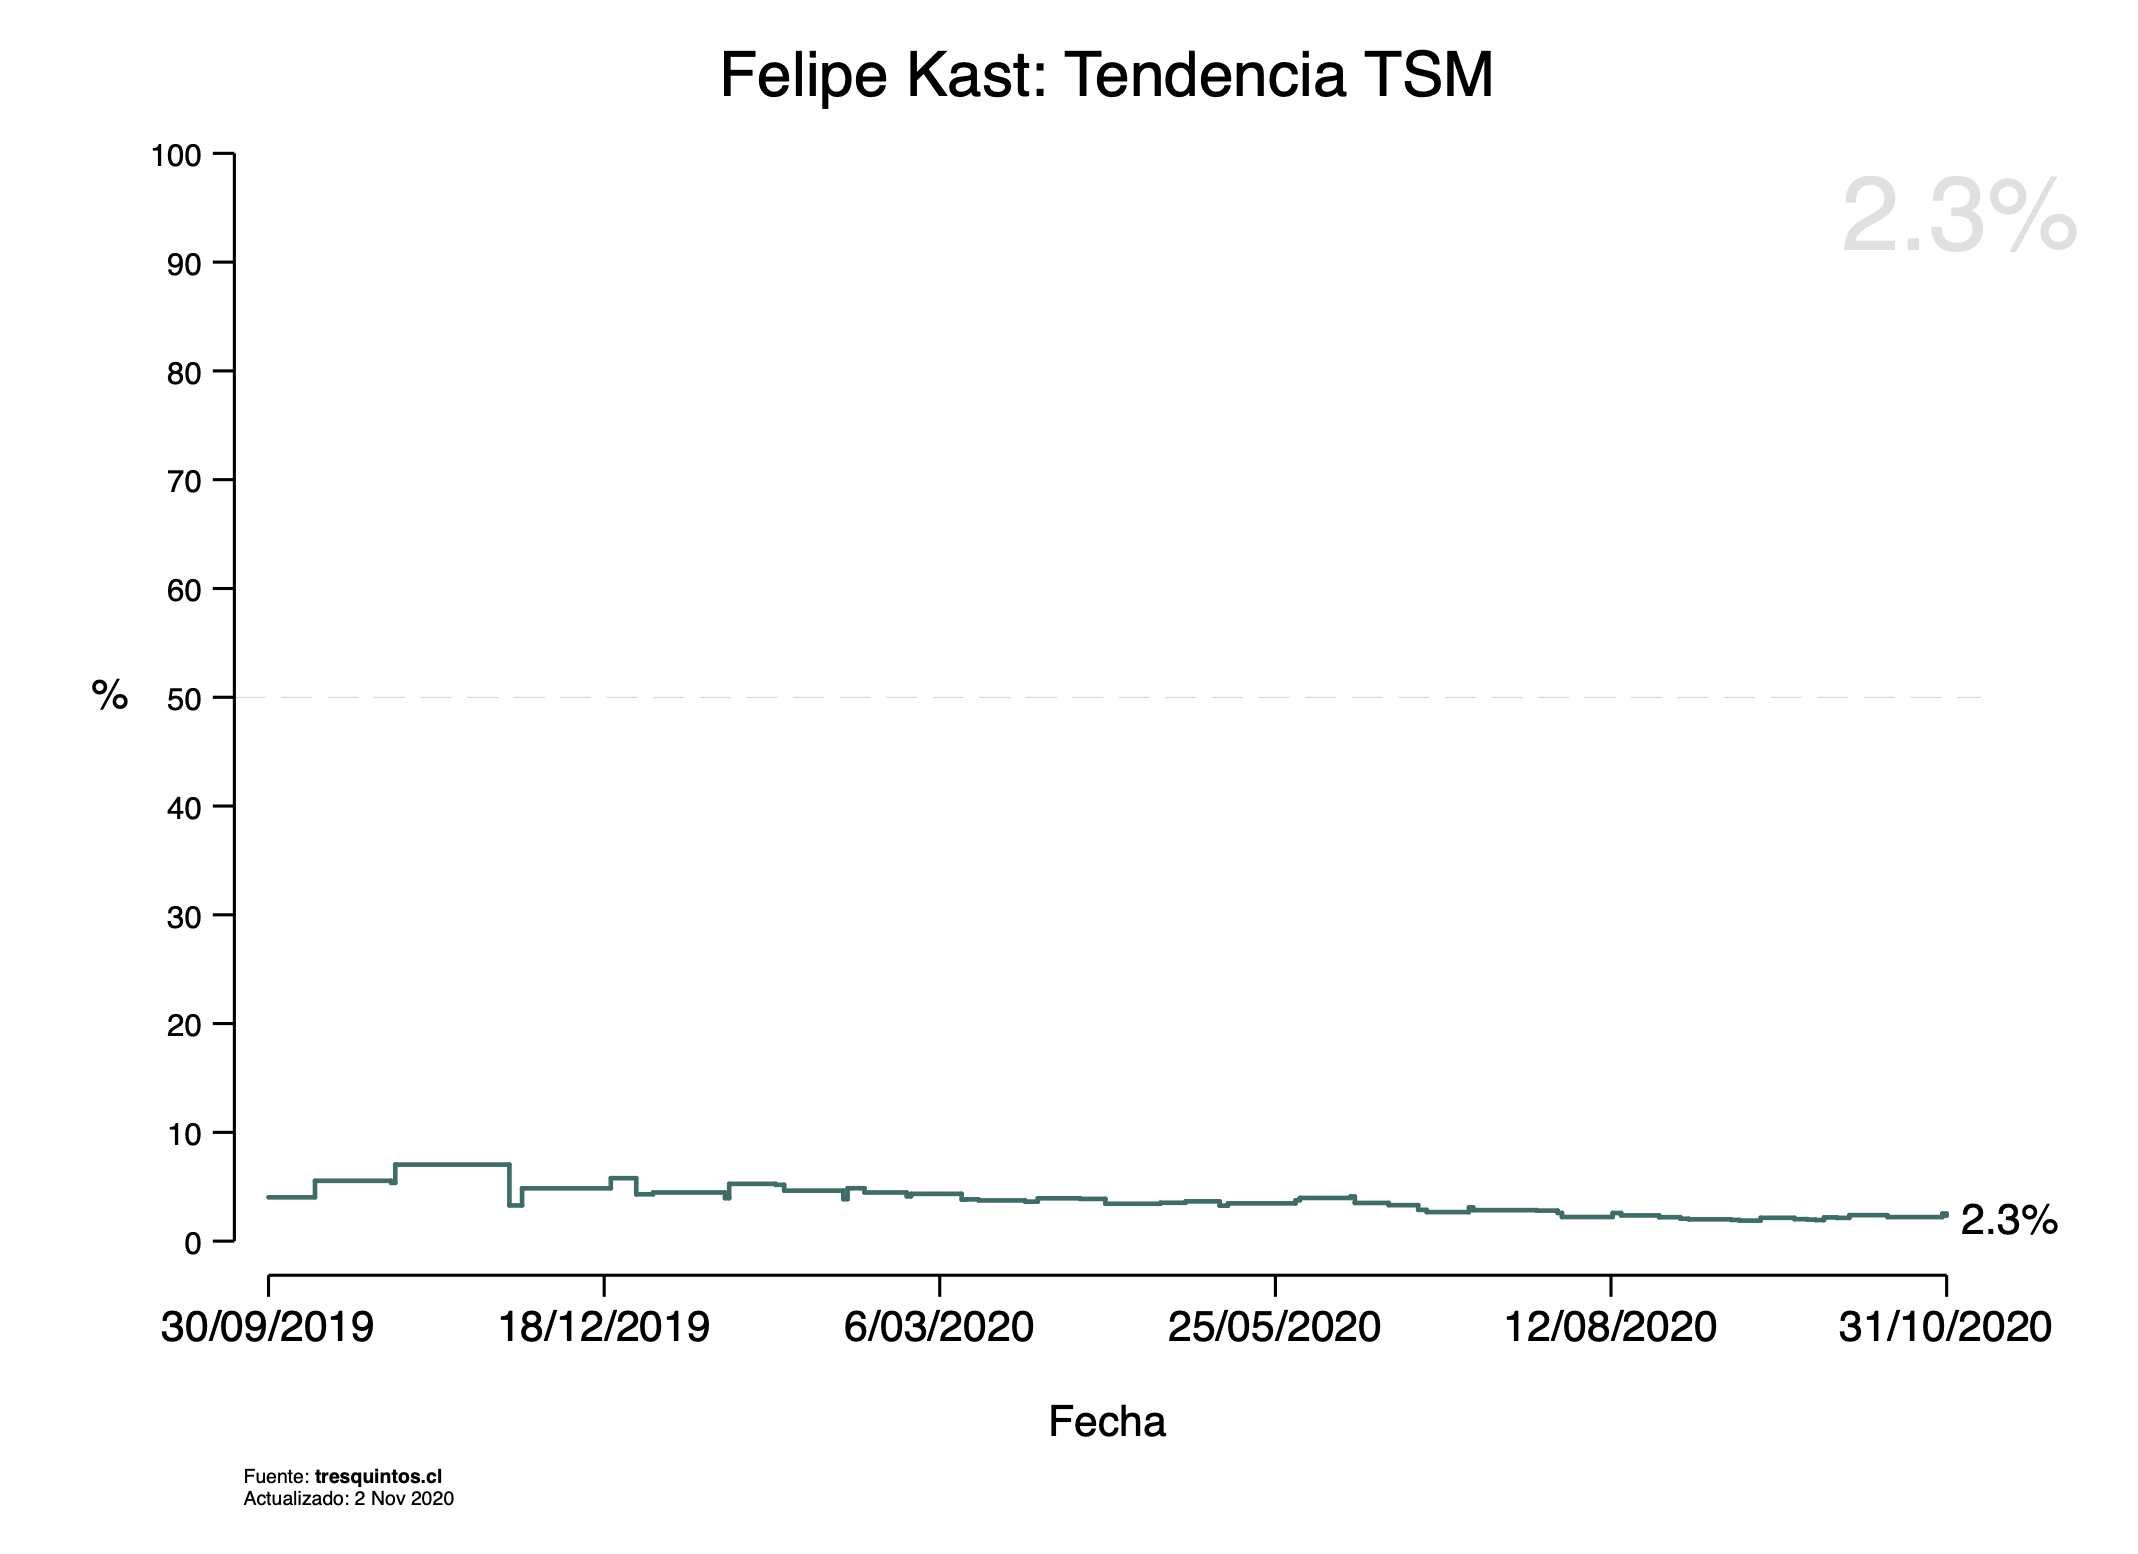 Felipe Kast: Tendencia TSM
2.3%
100
90
80
70
60
50
40
30
20
10
0
%
2.3%
30/09/2019 18/12/2019 6/03/2020 25/05/2020 12/08/2020 31/10/2020
Fecha
Fuente: tresquintos.cl
Actualizado: 2 Nov 2020